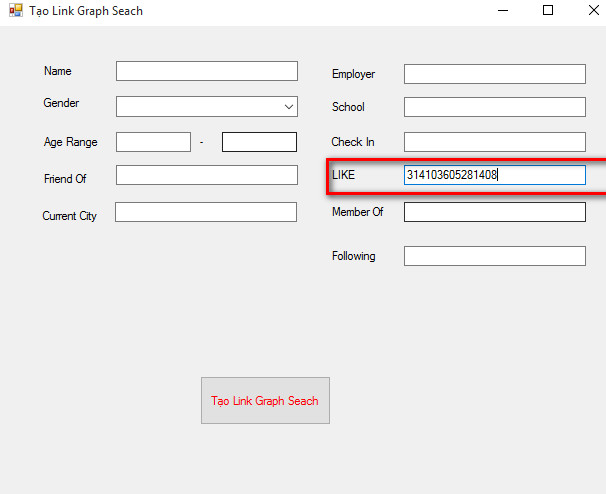 Tạo Link Graph Seach
Name
Gender
Age Range -
Friend Of
Current City
Employer
School
Check In
LIKE 314103605281408
Member Of
Following
Tạo Link Graph Seach